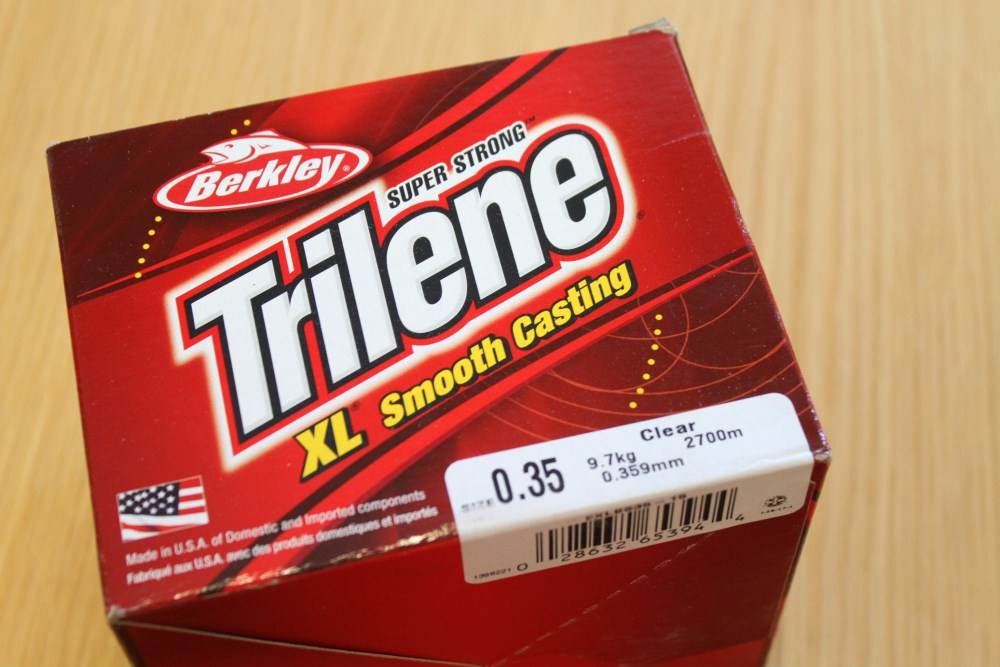 Berkley
SUPER STRONG™
Trilene
XL® Smooth Casting
Made in U.S.A. of Domestic and Imported components
Fabriqué aux U.S.A. avec des produits domestiques et importés
SIZE 0.35
Clear
9.7kg 2700m
0.359mm
0 28632 65394 4